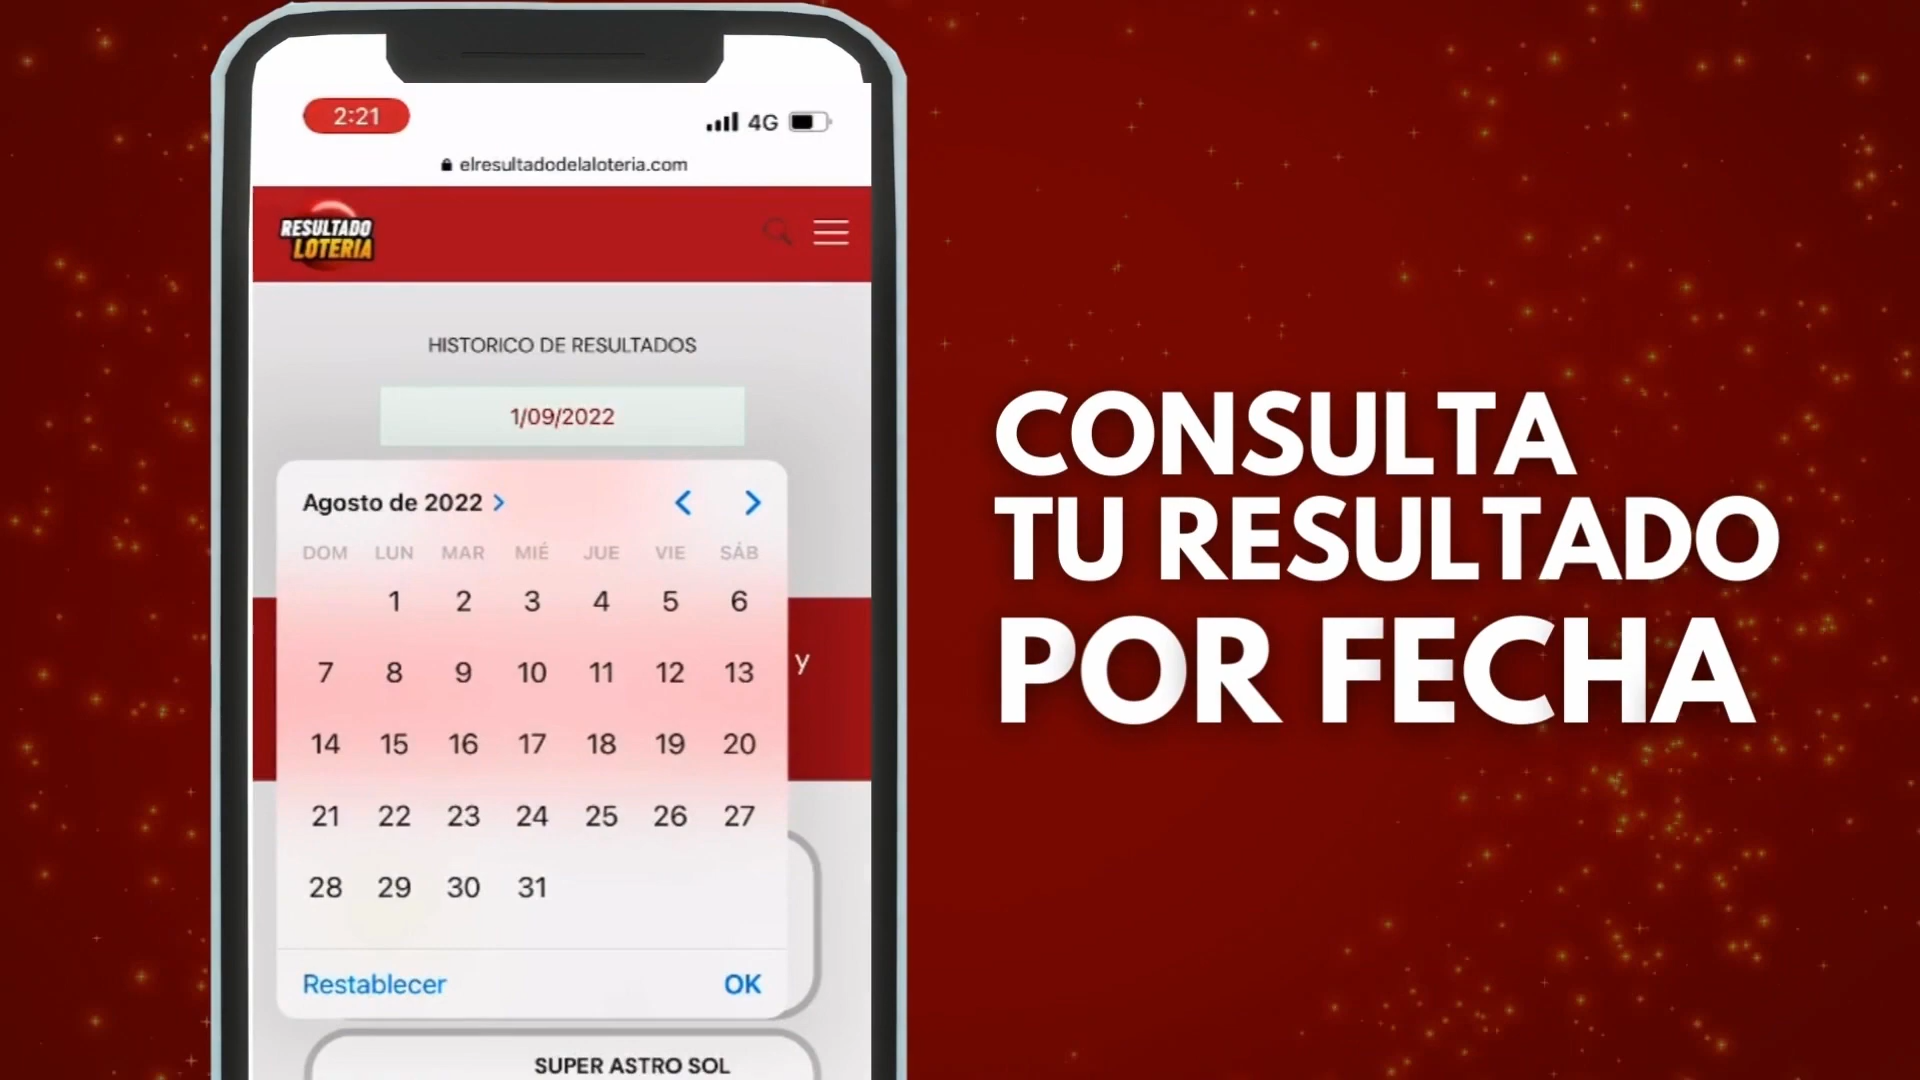 2:21
4G
elresultadodelaloteria.com
RESULTADO
LOTERIA
HISTORICO DE RESULTADOS
1/09/2022
Agosto de 2022
DOM LUN MAR MIÉ JUE VIE SÁB
1 2 3 4 5 6
7 8 9 10 11 12 13
14 15 16 17 18 19 20
21 22 23 24 25 26 27
28 29 30 31
y
Restablecer OK
SUPER ASTRO SOL
CONSULTA
TU RESULTADO
POR FECHA